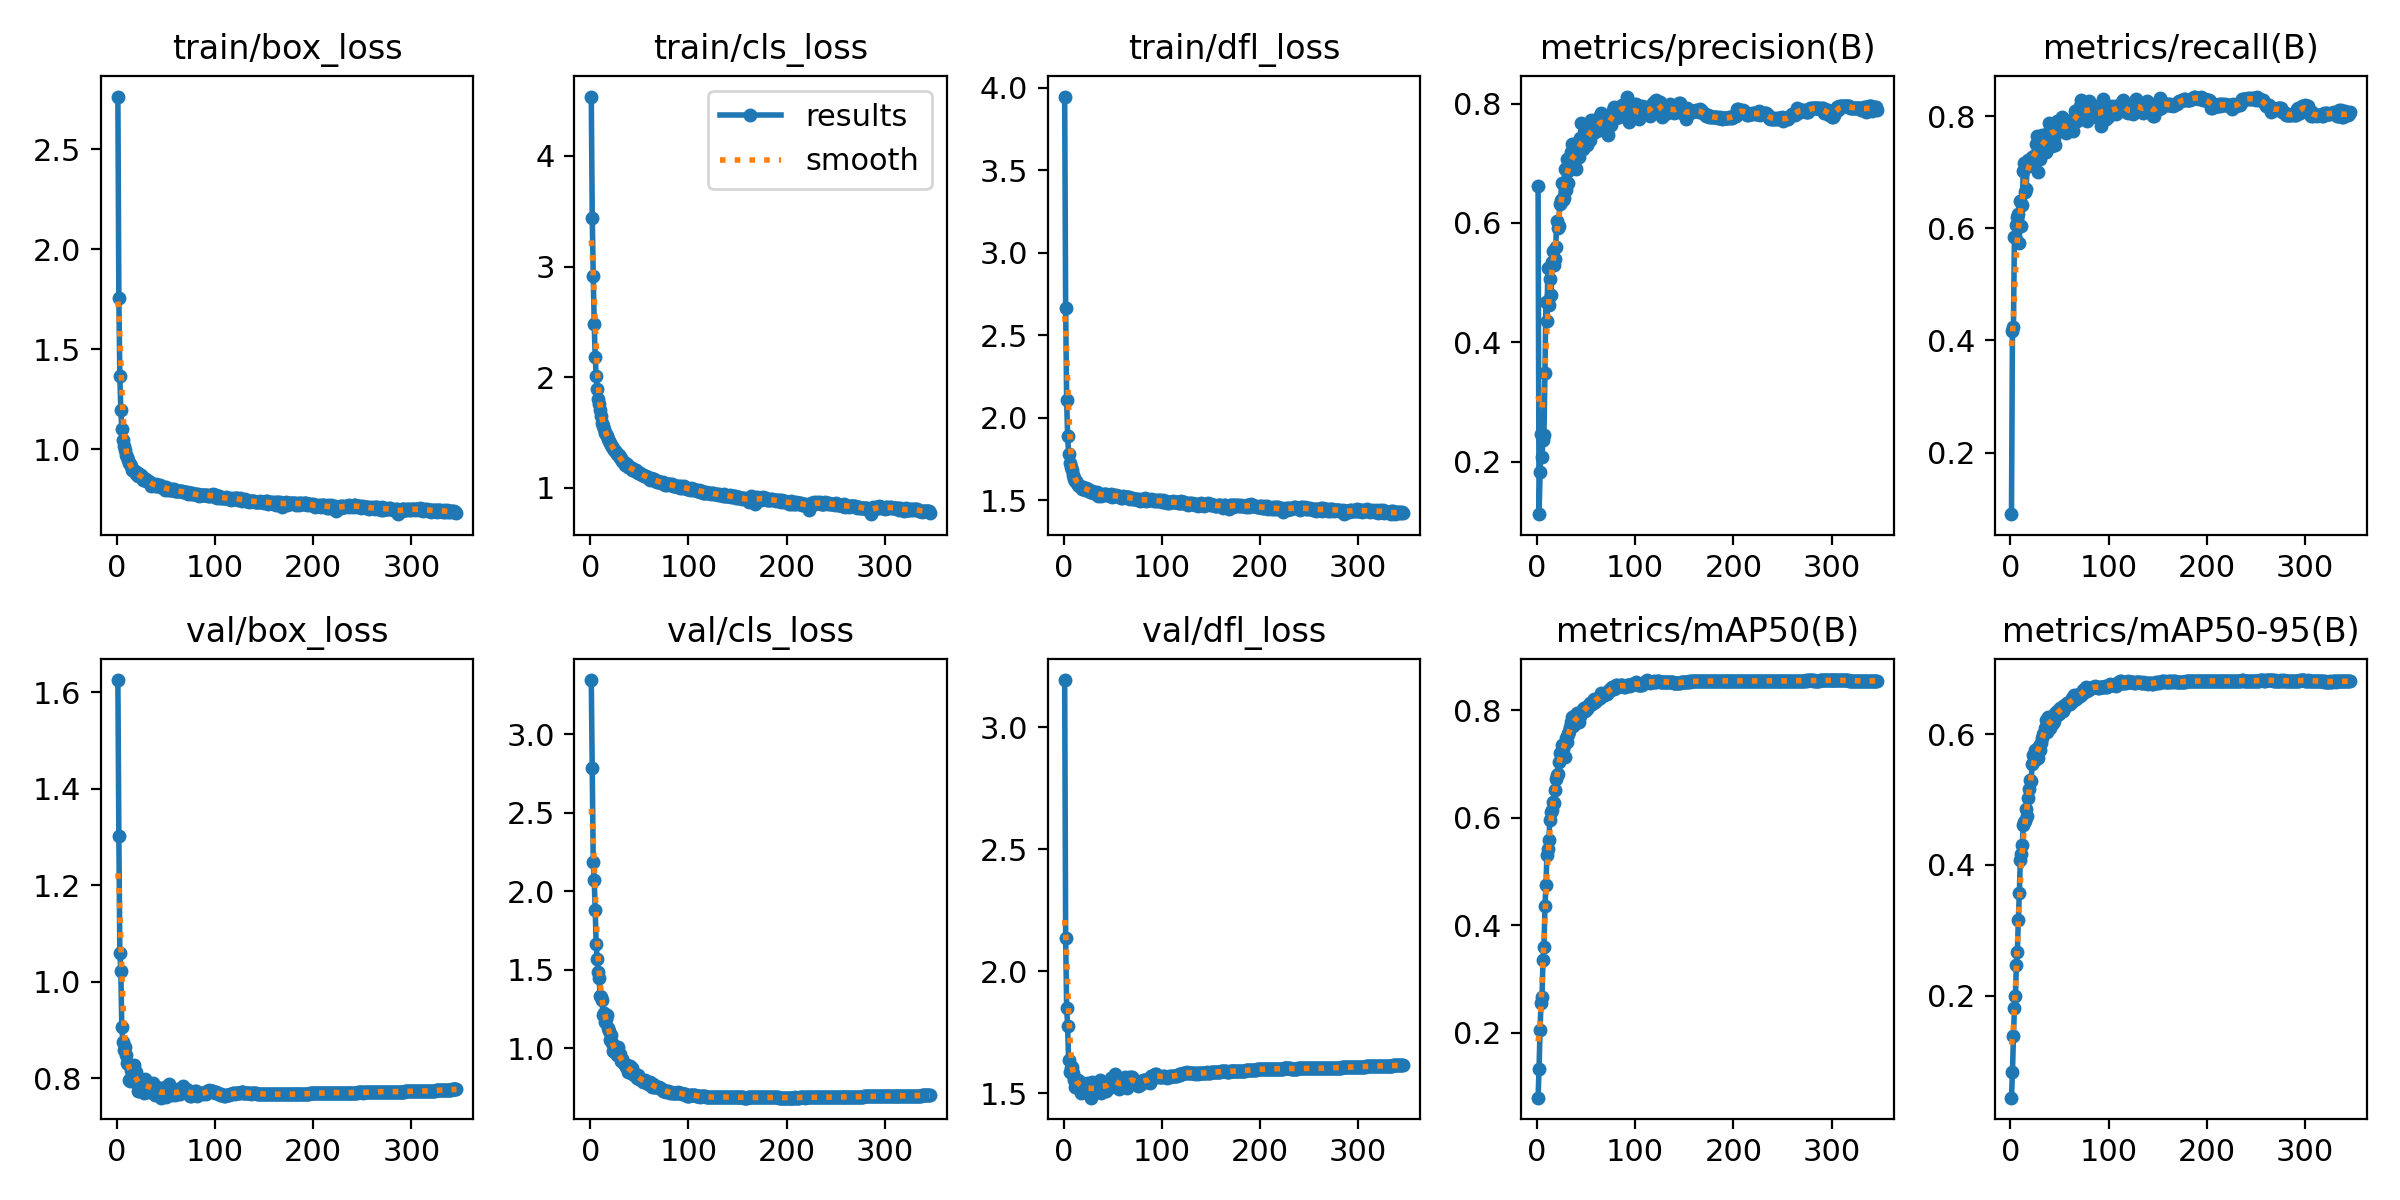 train/box_loss
2.5
2.0
1.5
1.0
0 100 200 300
train/cls_loss
results
smooth
4
3
2
1
0 100 200 300
train/dfl_loss
4.0
3.5
3.0
2.5
2.0
1.5
0 100 200 300
metrics/precision(B)
0.8
0.6
0.4
0.2
0 100 200 300
metrics/recall(B)
0.8
0.6
0.4
0.2
0 100 200 300
val/box_loss
1.6
1.4
1.2
1.0
0.8
0 100 200 300
val/cls_loss
3.0
2.5
2.0
1.5
1.0
0 100 200 300
val/dfl_loss
3.0
2.5
2.0
1.5
0 100 200 300
metrics/mAP50(B)
0.8
0.6
0.4
0.2
0 100 200 300
metrics/mAP50-95(B)
0.6
0.4
0.2
0 100 200 300